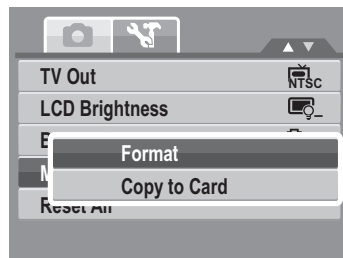 TV Out
NTSC
LCD Brightness
Format
Copy to Card
Reset All